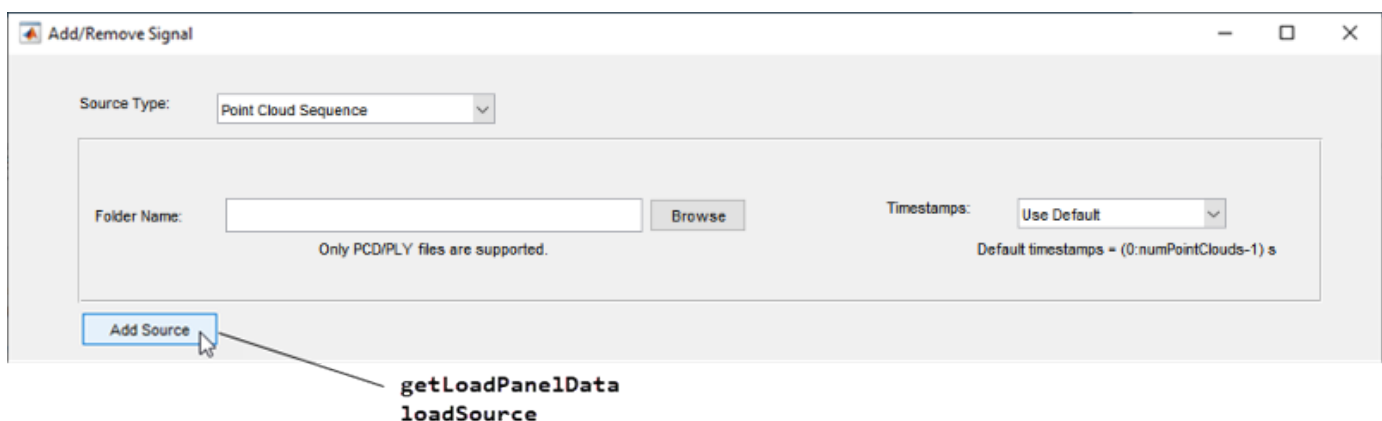 Add/Remove Signal
Source Type: Point Cloud Sequence
Folder Name: Browse Timestamps: Use Default
Only PCD/PLY files are supported. Default timestamps = (0:numPointClouds-1) s
Add Source
getLoadPanelData
loadSource